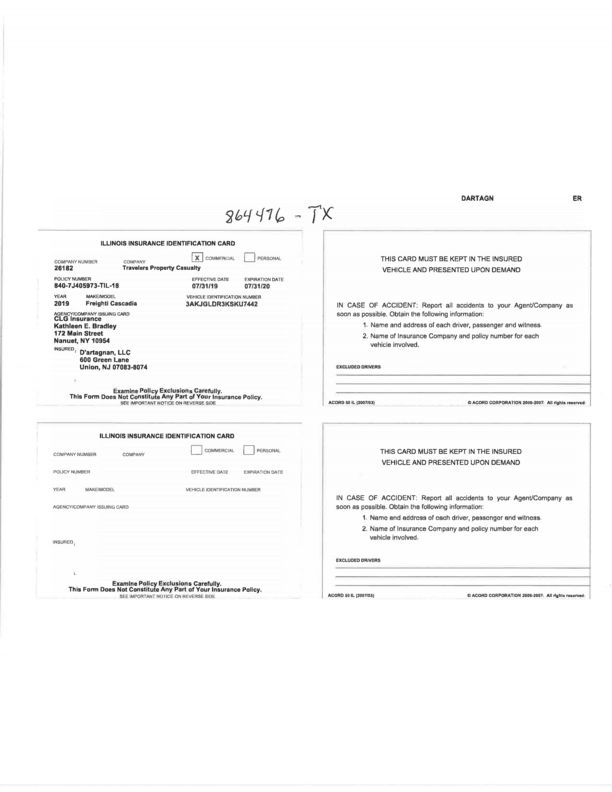 DARTAGN ER
864476 - TX
ILLINOIS INSURANCE IDENTIFICATION CARD
X COMMERCIAL PERSONAL
COMPANY NUMBER COMPANY
26182 Travelers Property Casualty
POLICY NUMBER EFFECTIVE DATE EXPIRATION DATE
840-7J405973-TIL-18 07/31/19 07/31/20
YEAR MAKE/MODEL VEHICLE IDENTIFICATION NUMBER
2019 Freightl Cascadia 3AKJGLDR3KSKU7442
AGENCY/COMPANY ISSUING CARD
CLG Insurance
Kathleen E. Bradley
172 Main Street
Nanuet, NY 10954
INSURED
D'artagnan, LLC
600 Green Lane
Union, NJ 07083-8074
Examine Policy Exclusions Carefully.
This Form Does Not Constitute Any Part of Your Insurance Policy.
SEE IMPORTANT NOTICE ON REVERSE SIDE
THIS CARD MUST BE KEPT IN THE INSURED
VEHICLE AND PRESENTED UPON DEMAND
IN CASE OF ACCIDENT: Report all accidents to your Agent/Company as
soon as possible. Obtain the following information:
1. Name and address of each driver, passenger and witness.
2. Name of Insurance Company and policy number for each
vehicle involved.
EXCLUDED DRIVERS
ACORD 50 IL (2007/03) © ACORD CORPORATION 2000-2007. All rights reserved.
ILLINOIS INSURANCE IDENTIFICATION CARD
COMMERCIAL PERSONAL
COMPANY NUMBER COMPANY
POLICY NUMBER EFFECTIVE DATE EXPIRATION DATE
YEAR MAKE/MODEL VEHICLE IDENTIFICATION NUMBER
AGENCY/COMPANY ISSUING CARD
INSURED
Examine Policy Exclusions Carefully.
This Form Does Not Constitute Any Part of Your Insurance Policy.
SEE IMPORTANT NOTICE ON REVERSE SIDE
THIS CARD MUST BE KEPT IN THE INSURED
VEHICLE AND PRESENTED UPON DEMAND
IN CASE OF ACCIDENT: Report all accidents to your Agent/Company as
soon as possible. Obtain the following information:
1. Name and address of each driver, passenger and witness.
2. Name of Insurance Company and policy number for each
vehicle involved.
EXCLUDED DRIVERS
ACORD 50 IL (2007/03) © ACORD CORPORATION 2000-2007. All rights reserved.